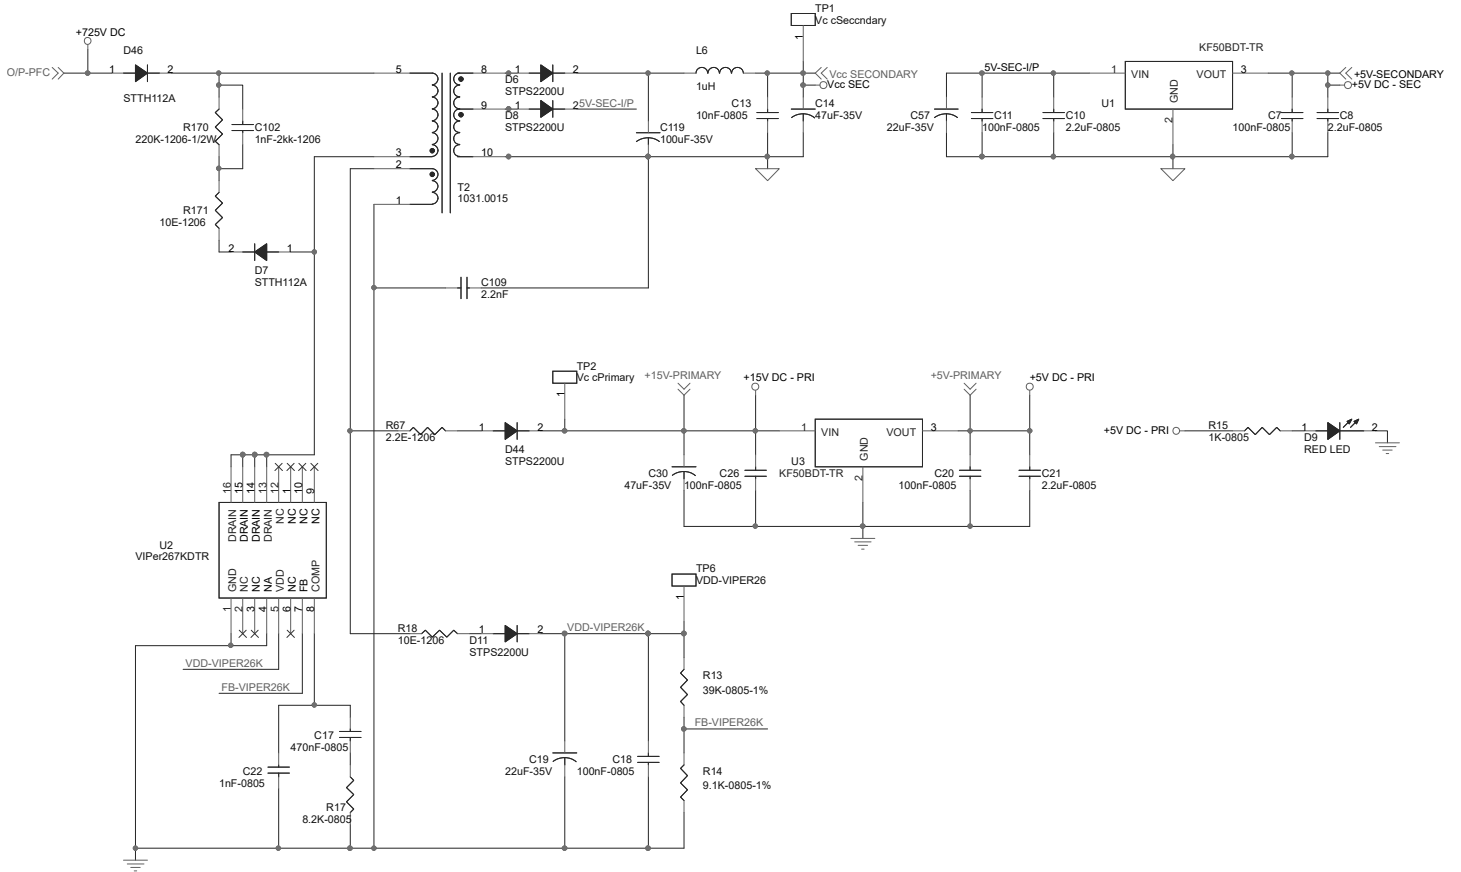 TP1
Vc cSeccndary
+725V DC
D46
L6
KF50BDT-TR
O/P-PFC
1
2
5
8
1
2
Vcc SECONDARY
5V-SEC-I/P
1
VIN
VOUT
3
+5V-SECONDARY
D6
STPS2200U
STTH112A
1uH
Vcc SEC
+5V DC - SEC
GND
U1
2
9
1
2
5V-SEC-I/P
D8
STPS2200U
C13
10nF-0805
C14
47uF-35V
C57
22uF-35V
C11
100nF-0805
C10
2.2uF-0805
C7
100nF-0805
C8
2.2uF-0805
R170
220K-1206-1/2W
C102
1nF-2kk-1206
C119
100uF-35V
3
2
10
1
T2
1031.0015
R171
10E-1206
2
1
D7
STTH112A
C109
2.2nF
TP2
Vc cPrimary
1
+15V-PRIMARY
+15V DC - PRI
+5V-PRIMARY
+5V DC - PRI
R67
2.2E-1206
1
2
D44
STPS2200U
1
VIN
VOUT
3
GND
U3
KF50BDT-TR
2
C30
47uF-35V
C26
100nF-0805
C20
100nF-0805
C21
2.2uF-0805
+5V DC - PRI
R15
1K-0805
1
2
D9
RED LED
16
15
14
13
12
1
10
9
DRAIN
DRAIN
DRAIN
DRAIN
NC
NC
NC
NC
U2
VIPer267KDTR
GND
NC
NC
NA
VDD
NC
FB
COMP
1
2
3
4
5
6
7
8
TP6
VDD-VIPER26
1
R18
10E-1206
1
2
D11
STPS2200U
VDD-VIPER26K
VDD-VIPER26K
FB-VIPER26K
R13
39K-0805-1%
FB-VIPER26K
C17
470nF-0805
C22
1nF-0805
R17
8.2K-0805
C19
22uF-35V
C18
100nF-0805
R14
9.1K-0805-1%